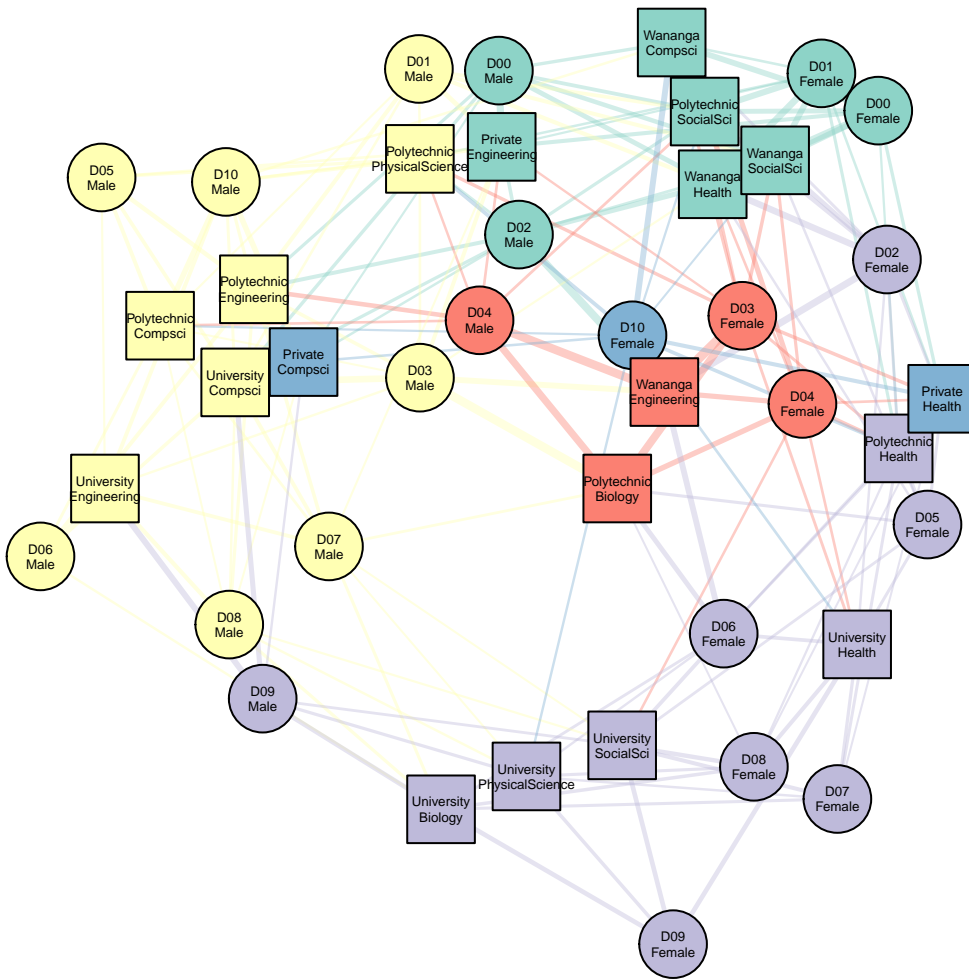 Wananga
Compsci
D01
Male
D00
Male
D01
Female
D00
Female
Polytechnic
SocialSci
Private
Engineering
Polytechnic
PhysicalScience
Wananga
SocialSci
Wananga
Health
D05
Male
D10
Male
D02
Male
D02
Female
Polytechnic
Engineering
Polytechnic
Compsci
D04
Male
D03
Female
D10
Female
Private
Compsci
University
Compsci
D03
Male
Wananga
Engineering
D04
Female
Private
Health
Polytechnic
Health
University
Engineering
Polytechnic
Biology
D05
Female
D06
Male
D07
Male
D08
Male
D06
Female
University
Health
D09
Male
University
SocialSci
University
PhysicalScience
D08
Female
D07
Female
University
Biology
D09
Female